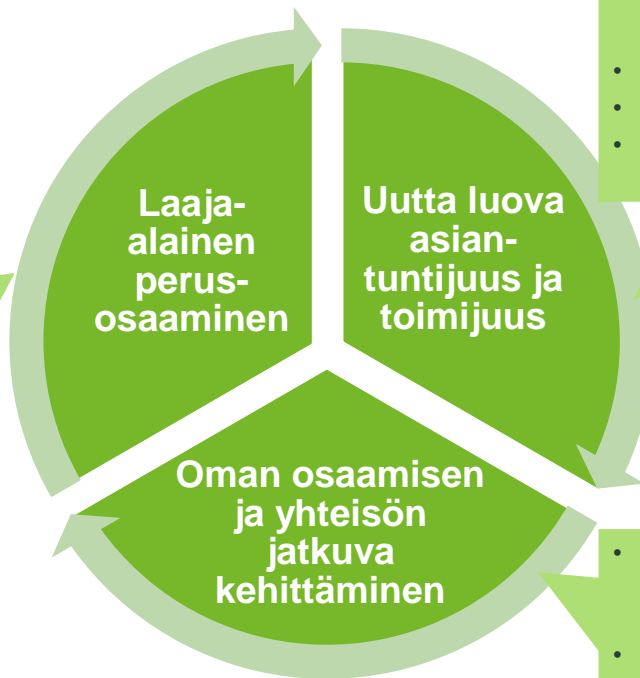 Laaja-
alainen
perus-
osaaminen
Uutta luova
asian-
tuntijuus ja
toimijuus
Oman osaamisen
ja yhteisön
jatkuva
kehittäminen